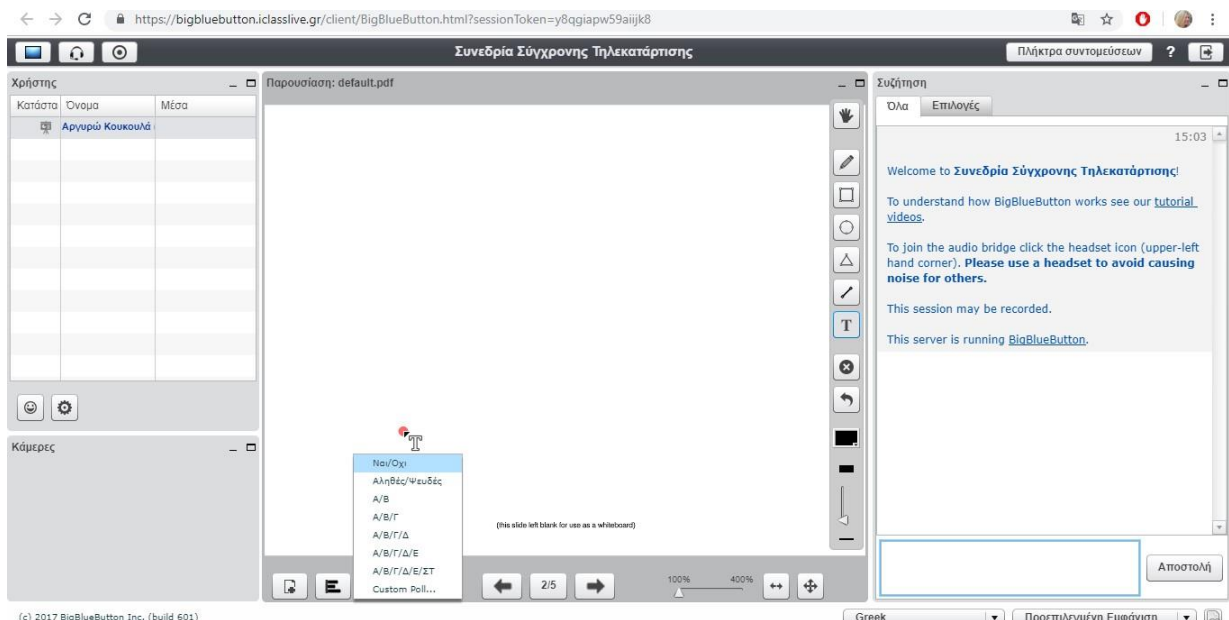 https://bigbluebutton.iclasslive.gr/client/BigBlueButton.html?sessionToken=y8qgiapw59aiijk8
Συνεδρία Σύγχρονης Τηλεκατάρτισης
Πλήκτρα συντομεύσεων
?
Χρήστης
Κατάστα Όνομα Μέσα
Αργυρώ Κουκουλά
Κάμερες
Παρουσίαση: default.pdf
T
Ναι/Όχι
Αληθές/Ψευδές
Α/Β
Α/Β/Γ
Α/Β/Γ/Δ
Α/Β/Γ/Δ/Ε
Α/Β/Γ/Δ/Ε/ΣΤ
Custom Poll...
(this slide left blank for use as a whiteboard)
2/5
100% 400%
Συζήτηση
Όλα Επιλογές
15:03
Welcome to Συνεδρία Σύγχρονης Τηλεκατάρτισης!
To understand how BigBlueButton works see our tutorial
videos.
To join the audio bridge click the headset icon (upper-left
hand corner). Please use a headset to avoid causing
noise for others.
This session may be recorded.
This server is running BigBlueButton.
Αποστολή
(c) 2017 BigBlueButton Inc. (build 601)
Greek
Προεπιλεγμένη Εμφάνιση